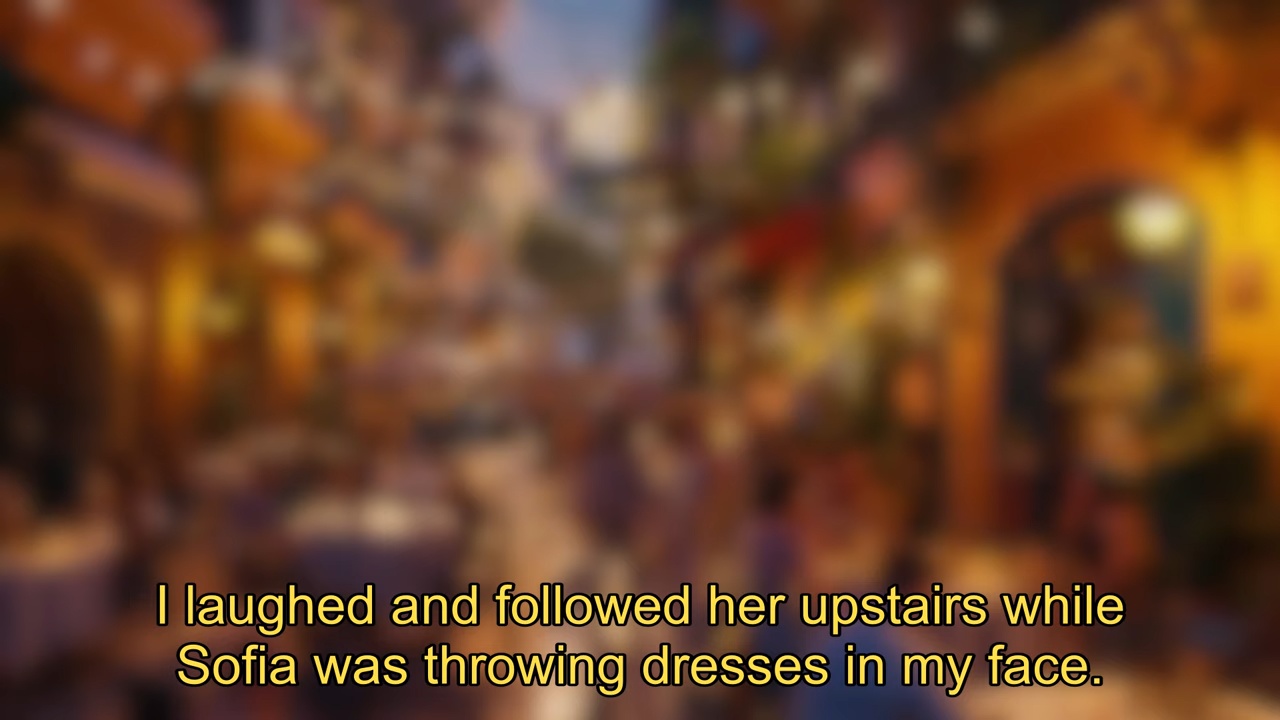 I laughed and followed her upstairs while
Sofia was throwing dresses in my face.